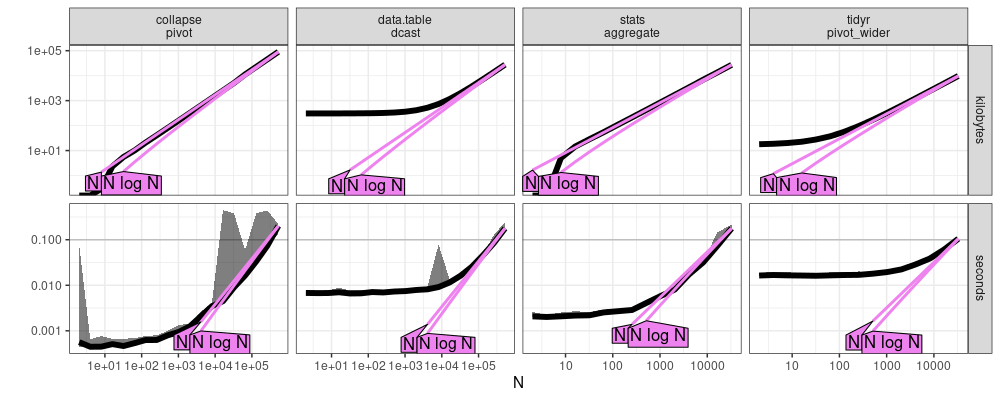 collapse
pivot
data.table
dcast
stats
aggregate
tidyr
pivot_wider
1e+05
1e+03
1e+01
N
N log N
N
N log N
N
N log N
N
N log N
kilobytes
0.100
0.010
0.001
N
N log N
N
N log N
N
N log N
N
N log N
seconds
1e+01 1e+02 1e+03 1e+04 1e+05
1e+01 1e+02 1e+03 1e+04 1e+05
10 100 1000 10000
10 100 1000 10000
N